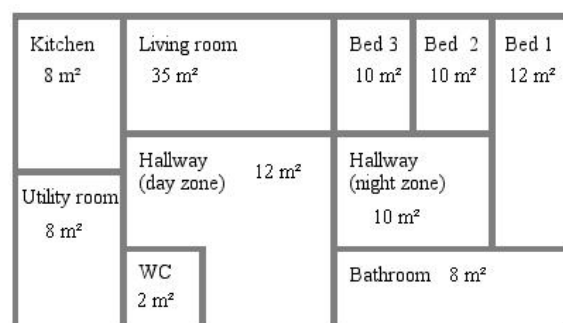 Kitchen
8 m²
Living room
35 m²
Bed 3
10 m²
Bed 2
10 m²
Bed 1
12 m²
Hallway
(day zone)
12 m²
Hallway
(night zone)
10 m²
Utility room
8 m²
WC
2 m²
Bathroom 8 m²